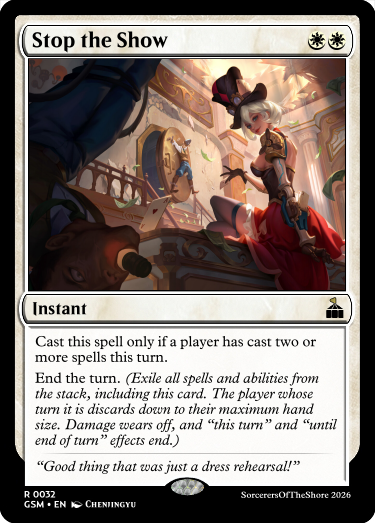 Stop the Show
Instant
Cast this spell only if a player has cast two or
more spells this turn.
End the turn. (Exile all spells and abilities from
the stack, including this card. The player whose
turn it is discards down to their maximum hand
size. Damage wears off, and “this turn” and “until
end of turn” effects end.)
“Good thing that was just a dress rehearsal!”
R 0032
GSM • EN CHENJINGYU
SorcerersOfTheShore 2026